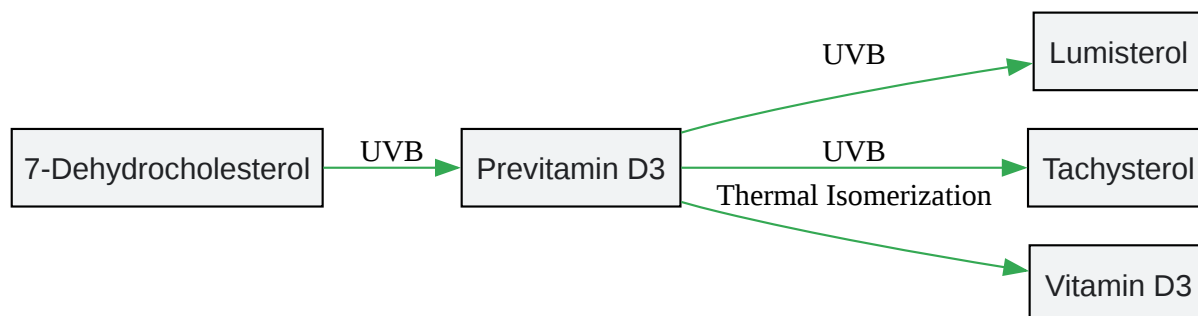 UVB
Lumisterol
7-Dehydrocholesterol
UVB
Previtamin D3
UVB
Tachysterol
Thermal Isomerization
Vitamin D3